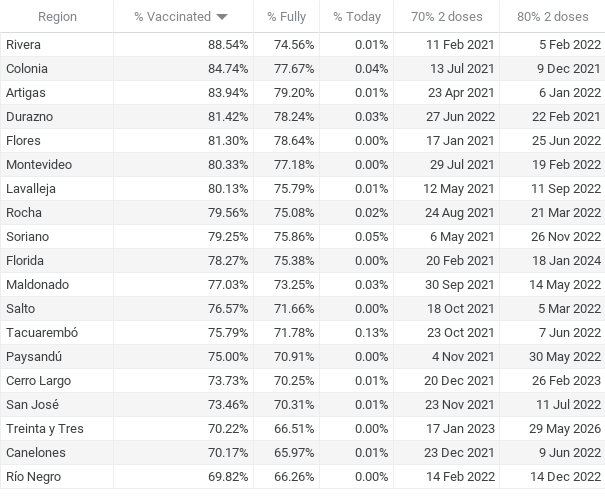 Region % Vaccinated % Fully % Today 70% 2 doses 80% 2 doses
Rivera 88.54% 74.56% 0.01% 11 Feb 2021 5 Feb 2022
Colonia 84.74% 77.67% 0.04% 13 Jul 2021 9 Dec 2021
Artigas 83.94% 79.20% 0.01% 23 Apr 2021 6 Jan 2022
Durazno 81.42% 78.24% 0.03% 27 Jun 2022 22 Feb 2021
Flores 81.30% 78.64% 0.00% 17 Jan 2021 25 Jun 2022
Montevideo 80.33% 77.18% 0.00% 29 Jul 2021 19 Feb 2022
Lavalleja 80.13% 75.79% 0.01% 12 May 2021 11 Sep 2022
Rocha 79.56% 75.08% 0.02% 24 Aug 2021 21 Mar 2022
Soriano 79.25% 75.86% 0.05% 6 May 2021 26 Nov 2022
Florida 78.27% 75.38% 0.00% 20 Feb 2021 18 Jan 2024
Maldonado 77.03% 73.25% 0.03% 30 Sep 2021 14 May 2022
Salto 76.57% 71.66% 0.00% 18 Oct 2021 5 Mar 2022
Tacuarembó 75.79% 71.78% 0.13% 23 Oct 2021 7 Jun 2022
Paysandú 75.00% 70.91% 0.00% 4 Nov 2021 30 May 2022
Cerro Largo 73.73% 70.25% 0.01% 20 Dec 2021 26 Feb 2023
San José 73.46% 70.31% 0.01% 23 Nov 2021 11 Jul 2022
Treinta y Tres 70.22% 66.51% 0.00% 17 Jan 2023 29 May 2026
Canelones 70.17% 65.97% 0.01% 23 Dec 2021 9 Jun 2022
Río Negro 69.82% 66.26% 0.00% 14 Feb 2022 14 Dec 2022